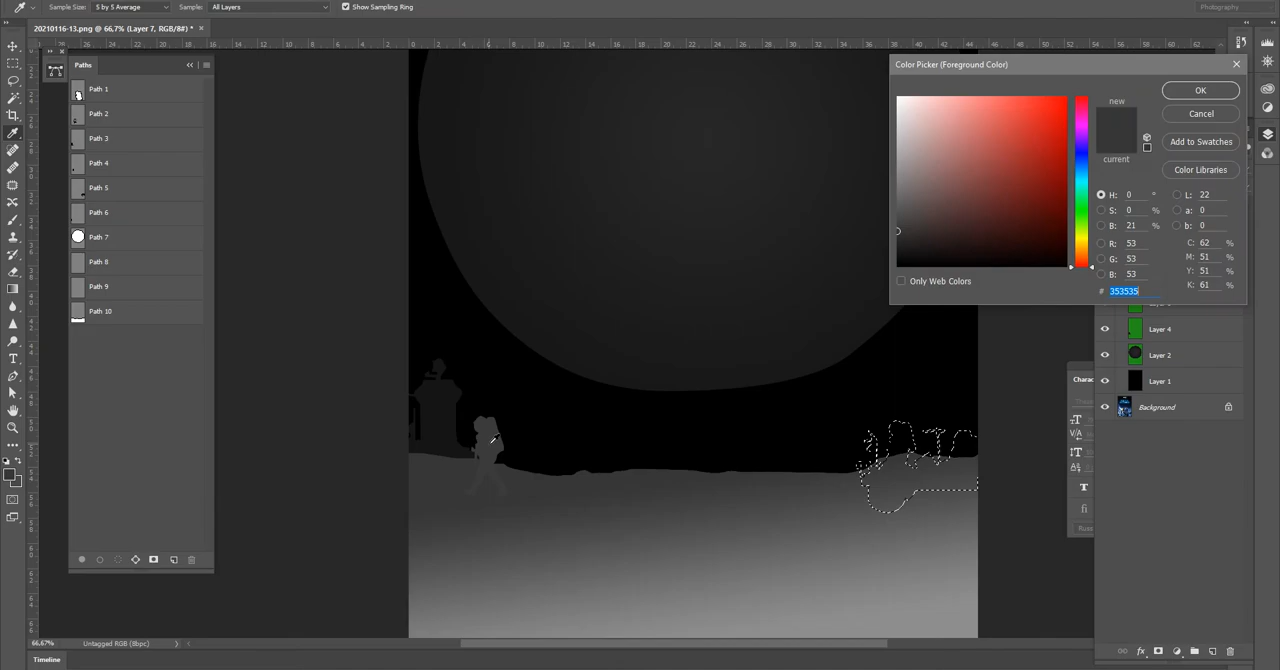 Sample Size: 5 by 5 Average Sample: All Layers Show Sampling Ring Photography
20210116-13.png @ 66,7% (Layer 7, RGB/8#) *
Paths
Path 1
Path 2
Path 3
Path 4
Path 5
Path 6
Path 7
Path 8
Path 9
Path 10
Color Picker (Foreground Color)
new
current
OK
Cancel
Add to Swatches
Color Libraries
H: 0 °
S: 0 %
B: 21 %
R: 53
G: 53
B: 53
# 353535
L: 22
a: 0
b: 0
C: 62 %
M: 51 %
Y: 51 %
K: 61 %
Only Web Colors
Layer 4
Layer 2
Layer 1
Background
Charac
66,67% Untagged RGB (8bpc)
Timeline